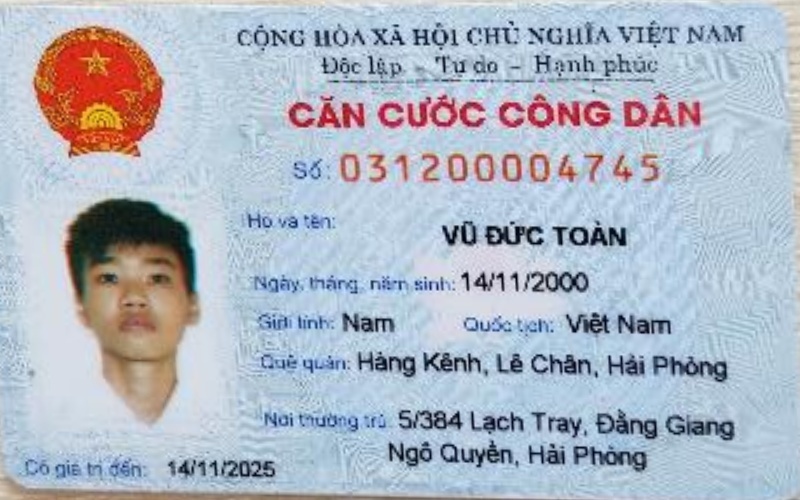 CỘNG HÒA XÃ HỘI CHỦ NGHĨA VIỆT NAM
Độc lập - Tự do - Hạnh phúc
CĂN CƯỚC CÔNG DÂN
Số: 031200004745
Họ và tên: VŨ ĐỨC TOÀN
Ngày, tháng, năm sinh: 14/11/2000
Giới tính: Nam Quốc tịch: Việt Nam
Quê quán: Hàng Kênh, Lê Chân, Hải Phòng
Nơi thường trú: 5/384 Lạch Tray, Đằng Giang
Ngô Quyền, Hải Phòng
Có giá trị đến: 14/11/2025